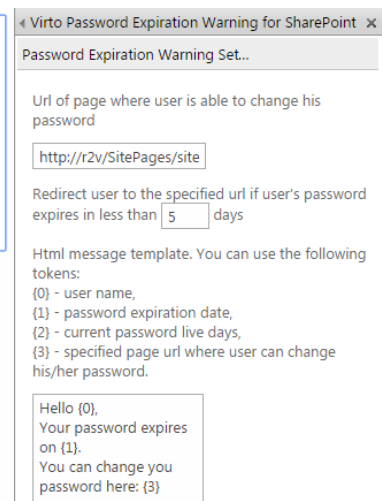 Virto Password Expiration Warning for SharePoint
Password Expiration Warning Set...
Url of page where user is able to change his
password
http://r2v/SitePages/site
Redirect user to the specified url if user's password
expires in less than 5 days
Html message template. You can use the following
tokens:
{0} - user name,
{1} - password expiration date,
{2} - current password live days,
{3} - specified page url where user can change
his/her password.
Hello {0},
Your password expires
on {1}.
You can change you
password here: {3}